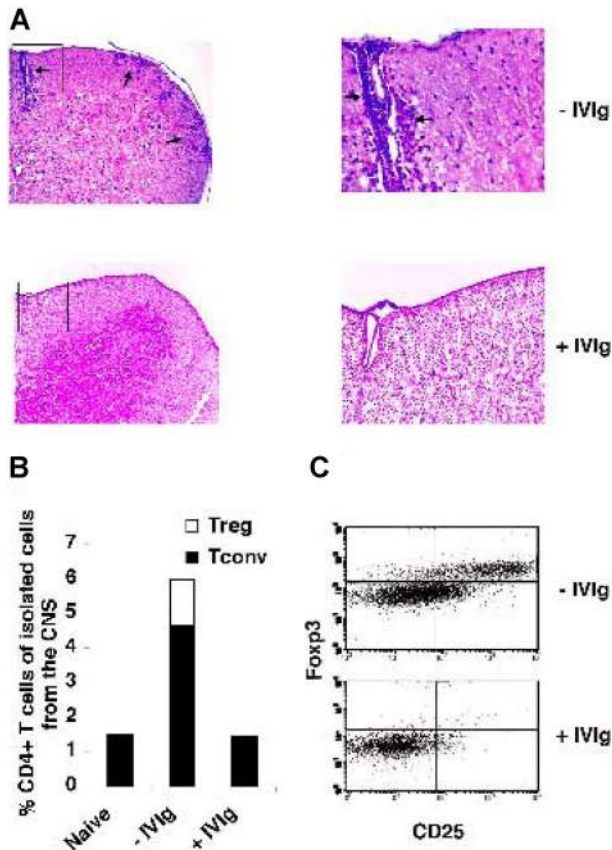 A
- IVIg
+ IVIg
B
C
Treg
Tconv
7
6
5
4
3
2
1
0
% CD4+ T cells of isolated cells
from the CNS
Naive
- IVIg
+ IVIg
Foxp3
- IVIg
+ IVIg
CD25